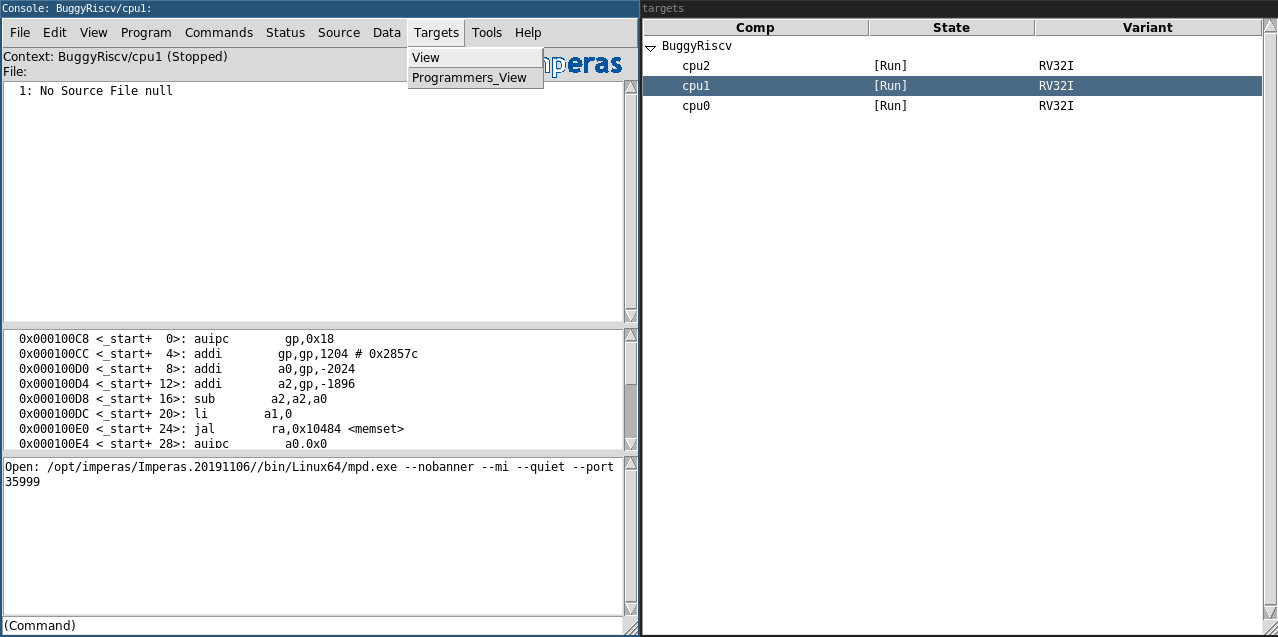 Console: BuggyRiscv/cpu1:
File Edit View Program Commands Status Source Data Targets Tools Help
View
Programmers_View
Context: BuggyRiscv/cpu1 (Stopped)
File:
1: No Source File null
0x000100C8 <_start+  0>: auipc        gp,0x18
0x000100CC <_start+  4>: addi        gp,gp,1204 # 0x2857c
0x000100D0 <_start+  8>: addi        a0,gp,-2024
0x000100D4 <_start+ 12>: addi        a2,gp,-1896
0x000100D8 <_start+ 16>: sub        a2,a2,a0
0x000100DC <_start+ 20>: li        a1,0
0x000100E0 <_start+ 24>: jal        ra,0x10484 <memset>
0x000100E4 <_start+ 28>: auipc        a0,0x0
Open: /opt/imperas/Imperas.20191106//bin/Linux64/mpd.exe --nobanner --mi --quiet --port
35999
(Command)
targets
Comp State Variant
BuggyRiscv
cpu2 [Run] RV32I
cpu1 [Run] RV32I
cpu0 [Run] RV32I